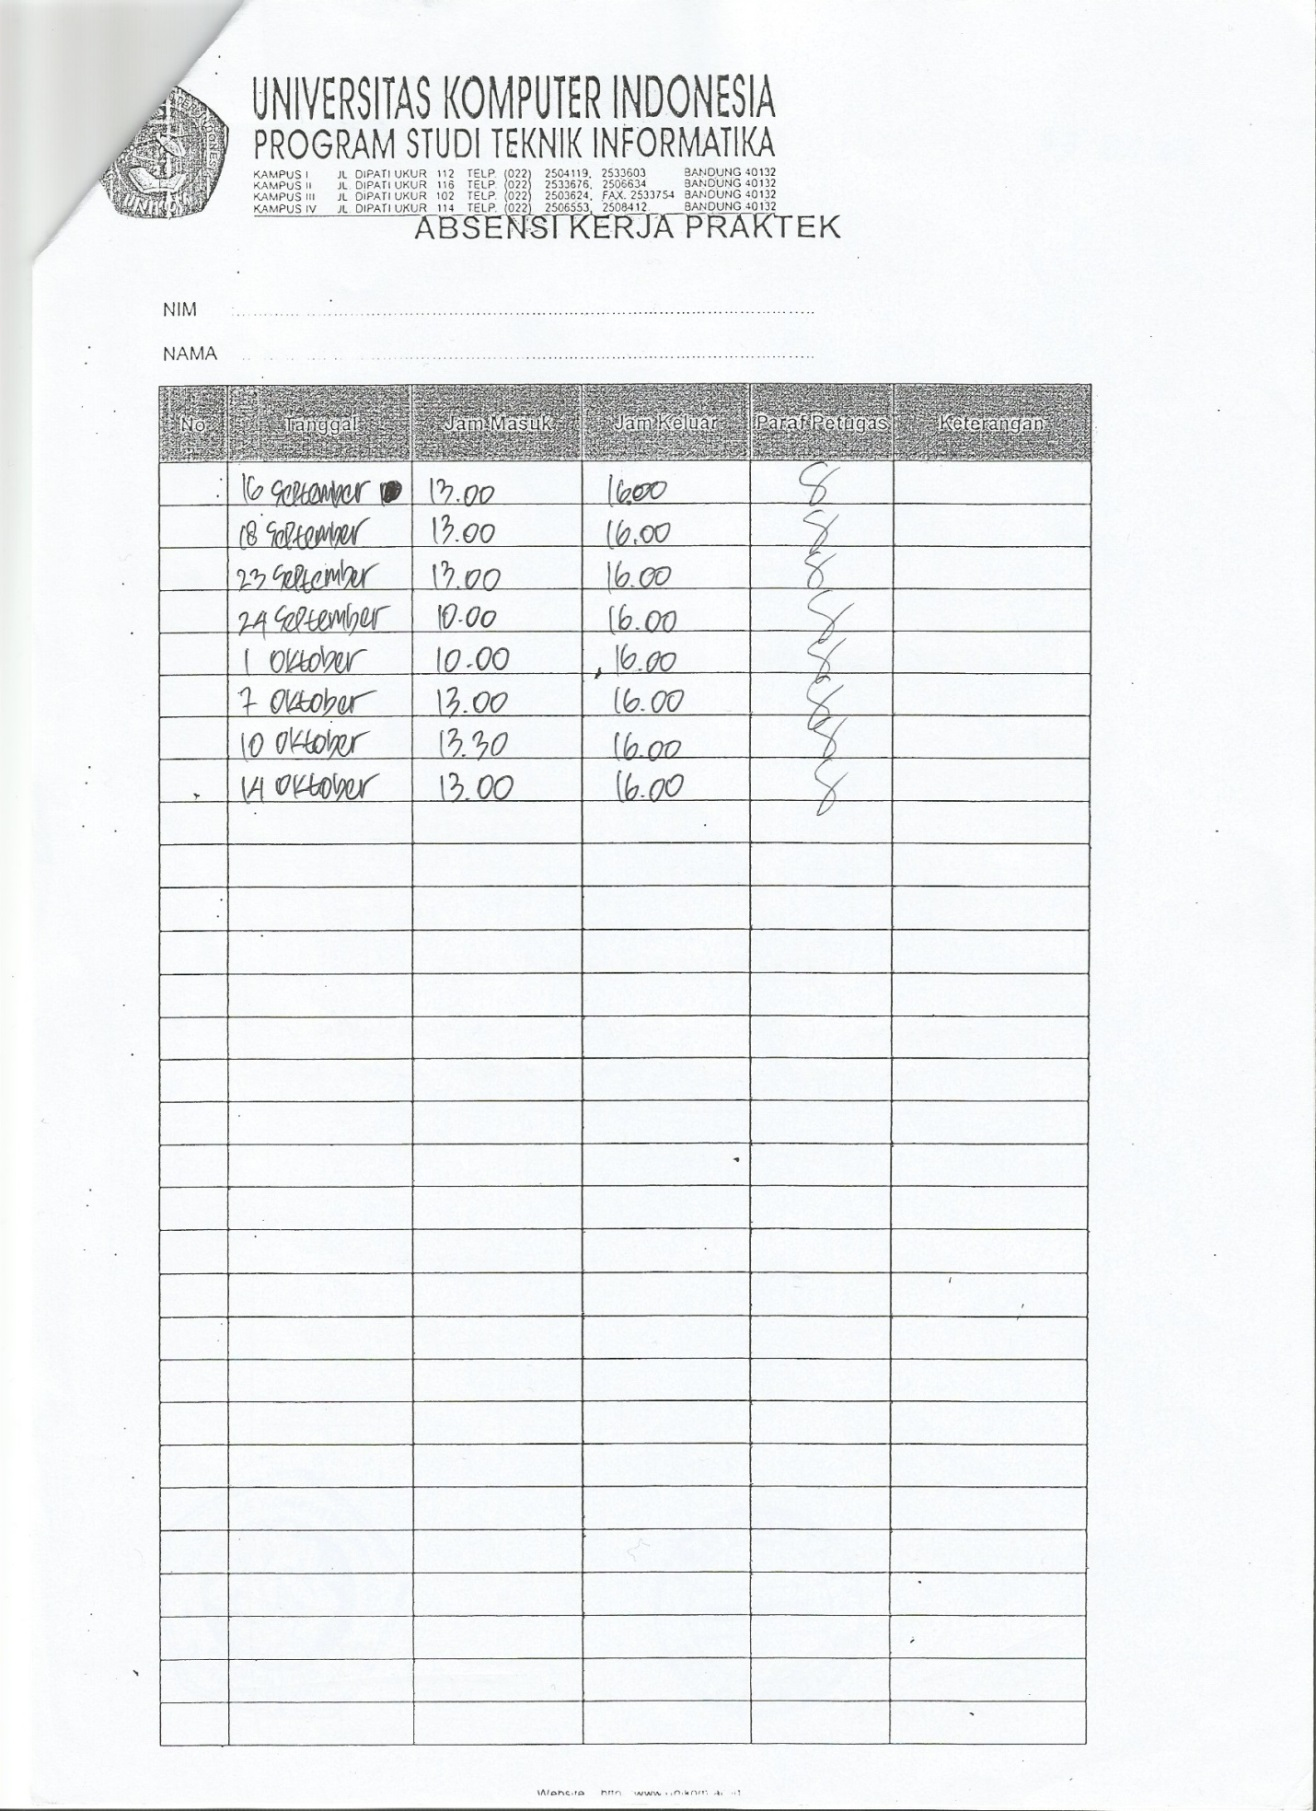 UNIVERSITAS KOMPUTER INDONESIA
PROGRAM STUDI TEKNIK INFORMATIKA
KAMPUS I JL DIPATI UKUR 112 TELP. (022) 2504119, 2533603 BANDUNG 40132
KAMPUS II JL DIPATI UKUR 116 TELP. (022) 2533676, 2506634 BANDUNG 40132
KAMPUS III JL DIPATI UKUR 102 TELP. (022) 2503624, FAX. 2533754 BANDUNG 40132
KAMPUS IV JL DIPATI UKUR 114 TELP. (022) 2506553, 2508412 BANDUNG 40132
ABSENSI KERJA PRAKTEK
NIM
NAMA
No. Tanggal Jam Masuk Jam Keluar Paraf Petugas Keterangan
16 September 13.00 16.00
18 September 13.00 16.00
23 September 13.00 16.00
24 September 10.00 16.00
1 Oktober 10.00 16.00
7 Oktober 13.00 16.00
10 Oktober 13.30 16.00
14 Oktober 13.00 16.00
Website